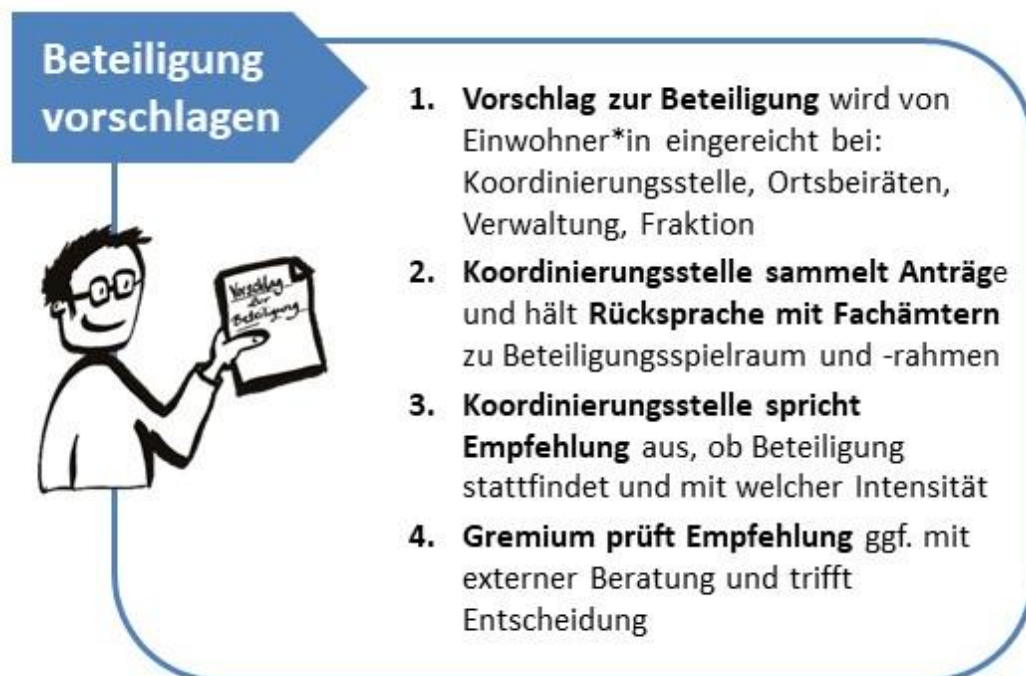 Beteiligung
vorschlagen
1. Vorschlag zur Beteiligung wird von
Einwohner*in eingereicht bei:
Koordinierungsstelle, Ortsbeiräten,
Verwaltung, Fraktion
2. Koordinierungsstelle sammelt Anträge
und hält Rücksprache mit Fachämtern
zu Beteiligungsspielraum und -rahmen
3. Koordinierungsstelle spricht
Empfehlung aus, ob Beteiligung
stattfindet und mit welcher Intensität
4. Gremium prüft Empfehlung ggf. mit
externer Beratung und trifft
Entscheidung
Vorschlag
zur
Beteiligung